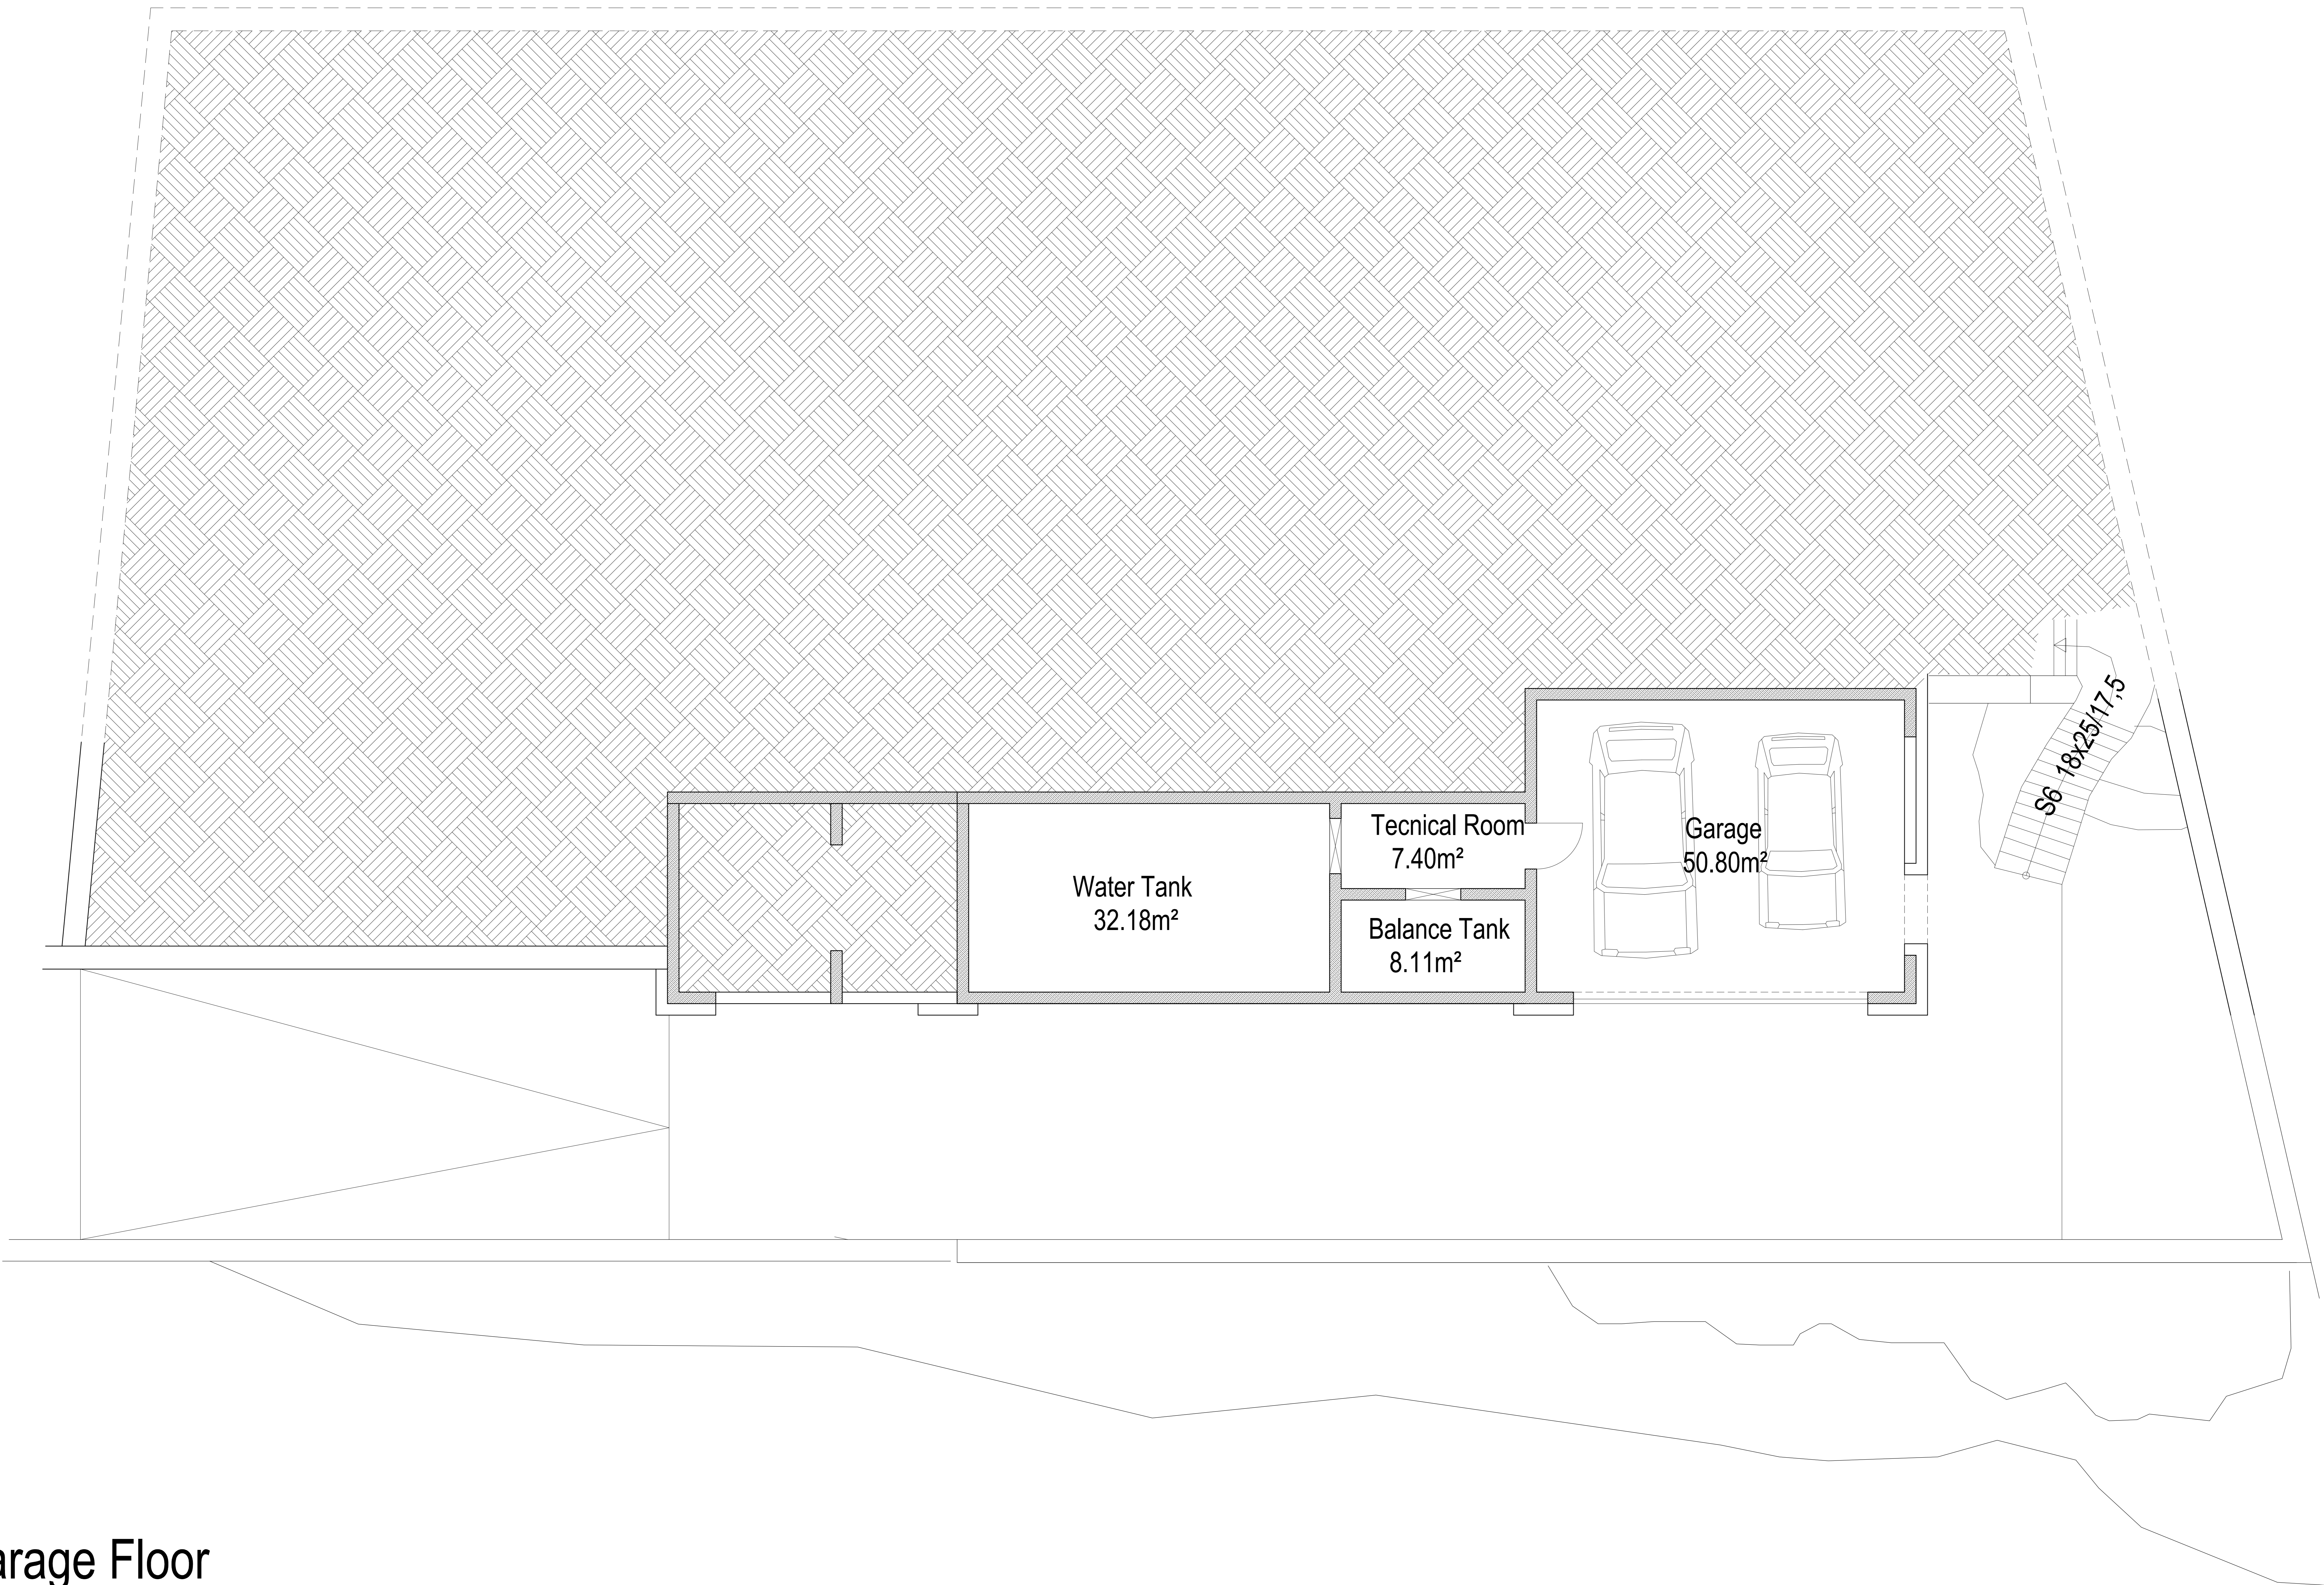 S6 18x25/17,5
Tecnical Room
7.40m²
Garage
50.80m²
Water Tank
32.18m²
Balance Tank
8.11m²
arage Floor